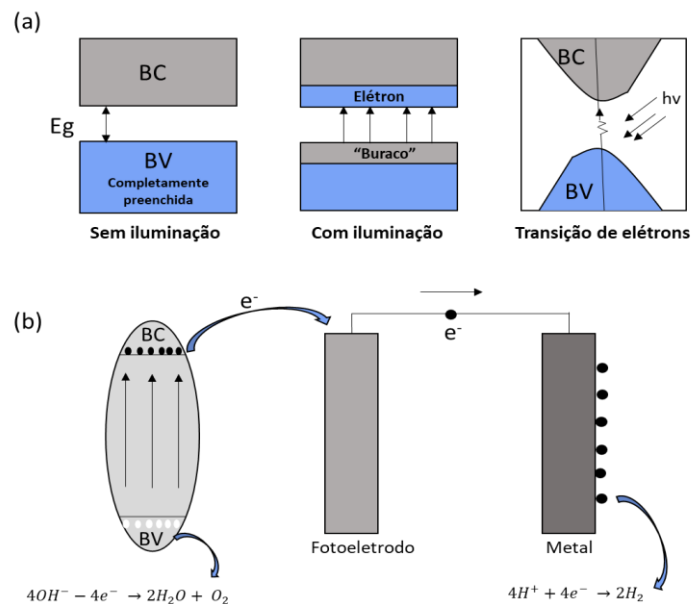 (a)
BC
Eg
BV
Completamente
preenchida
Sem iluminação
Elétron
“Buraco”
Com iluminação
BC
hv
BV
Transição de elétrons
(b)
BC
BV
e⁻
e⁻
Fotoeletrodo
Metal
4OH⁻ − 4e⁻ → 2H₂O + O₂
4H⁺ + 4e⁻ → 2H₂